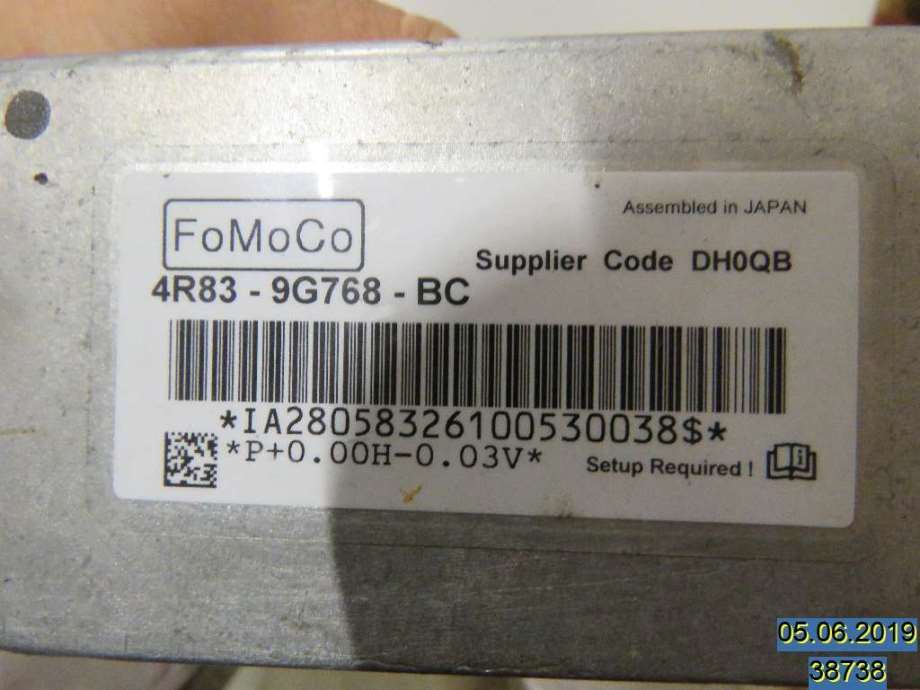 Assembled in JAPAN
FoMoCo
Supplier Code DH0QB
4R83 - 9G768 - BC
*IA28058326100530038$*
*P+0.00H-0.03V*
Setup Required !
05.06.2019
38738